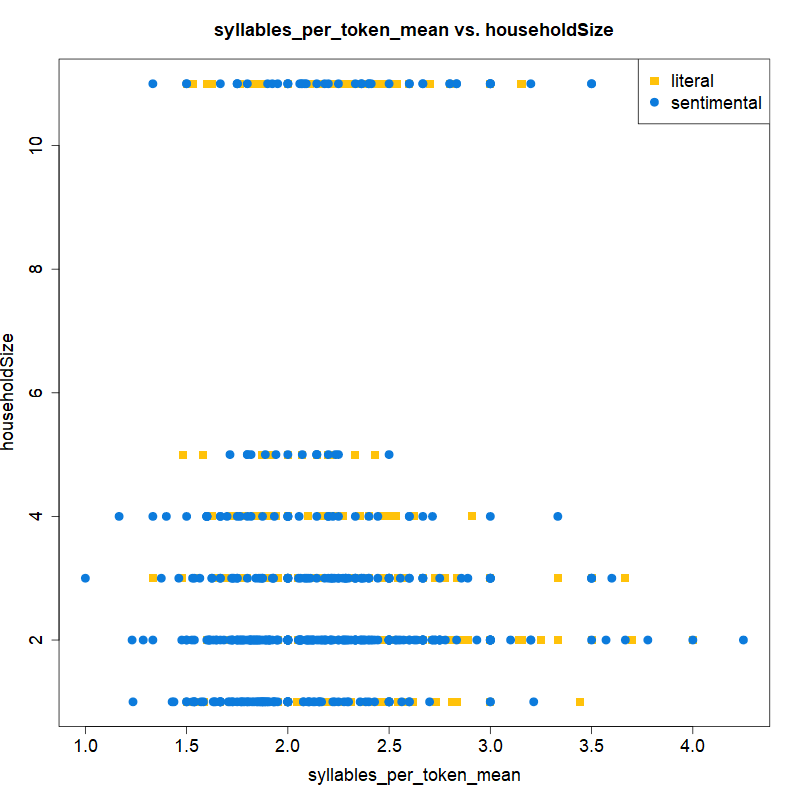 syllables_per_token_mean vs. householdSize
literal
sentimental
householdSize
10
8
6
4
2
1.0 1.5 2.0 2.5 3.0 3.5 4.0
syllables_per_token_mean